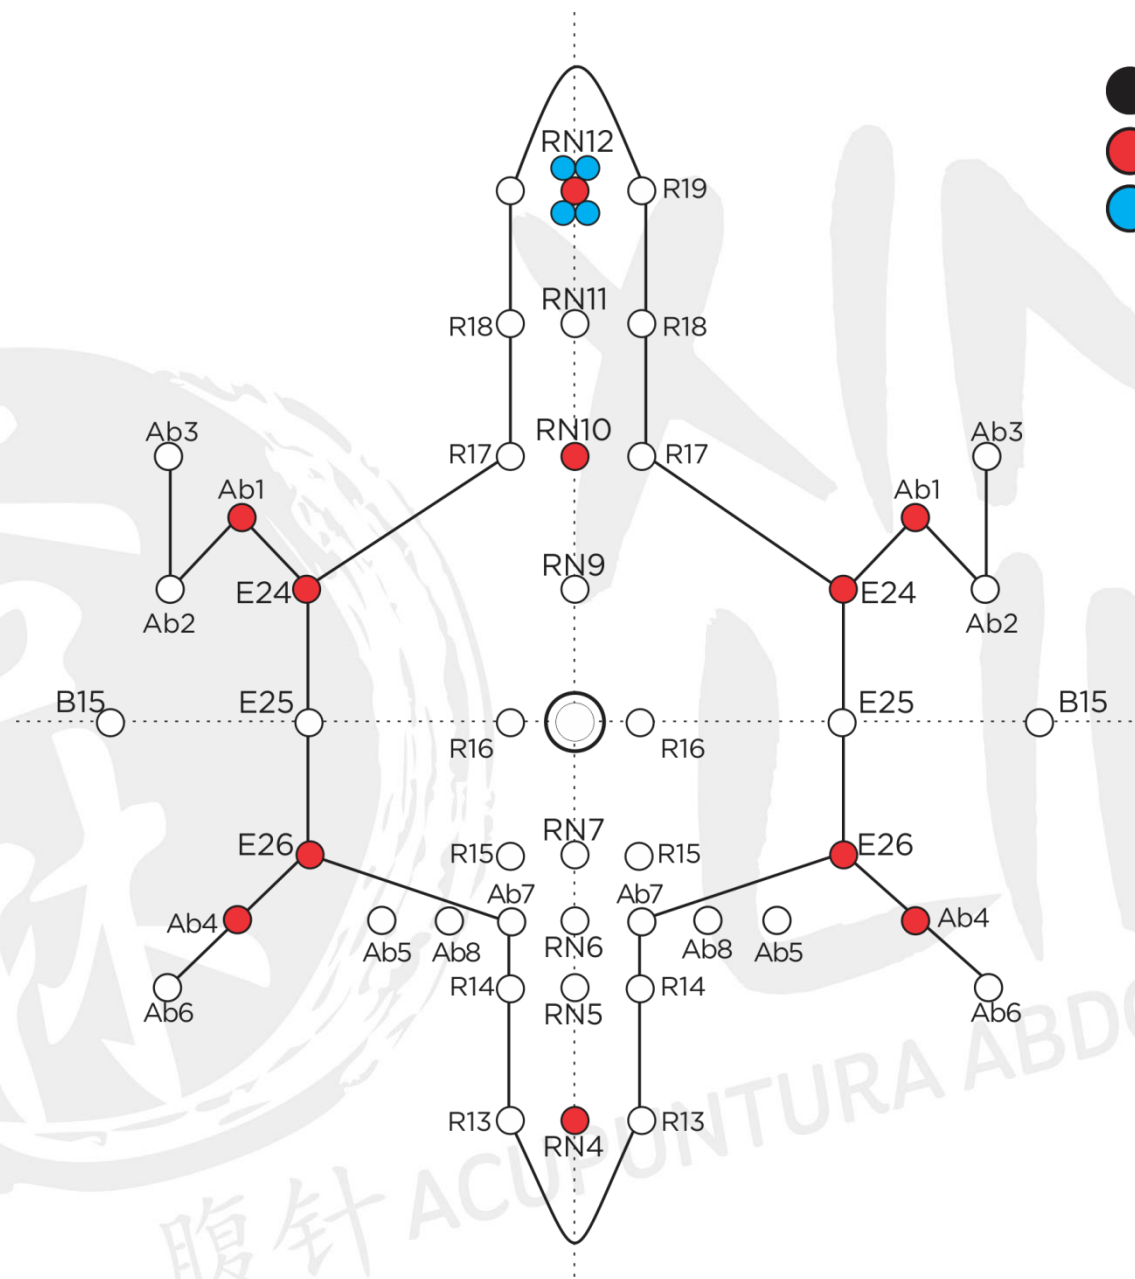 RN12
R19
RN11
R18 R18
RN10
R17 R17
Ab3 Ab3
Ab1 Ab1
RN9
E24 E24
Ab2 Ab2
B15 E25 E25 B15
R16 R16
RN7
E26 R15 R15 E26
Ab7 Ab7
Ab4 Ab4
Ab5 Ab8 RN6 Ab8 Ab5
R14 R14
Ab6 RN5 Ab6
R13 R13
RN4
腹针 ACUPUNTURA ABDO